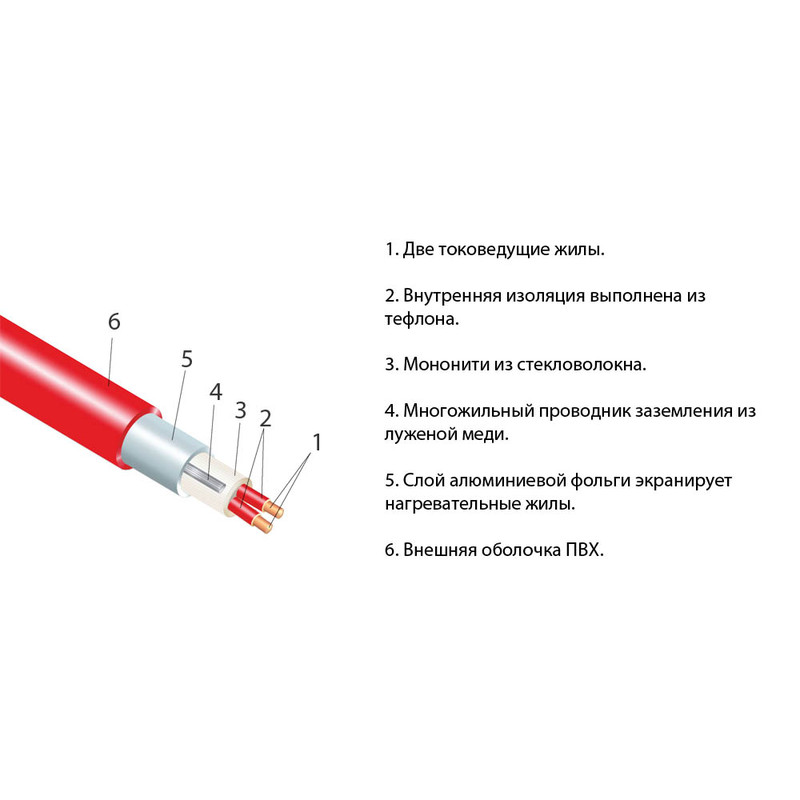 6
5
4
3
2
1
1. Две токоведущие жилы.
2. Внутренняя изоляция выполнена из
тефлона.
3. Мононити из стекловолокна.
4. Многожильный проводник заземления из
луженой меди.
5. Слой алюминиевой фольги экранирует
нагревательные жилы.
6. Внешняя оболочка ПВХ.